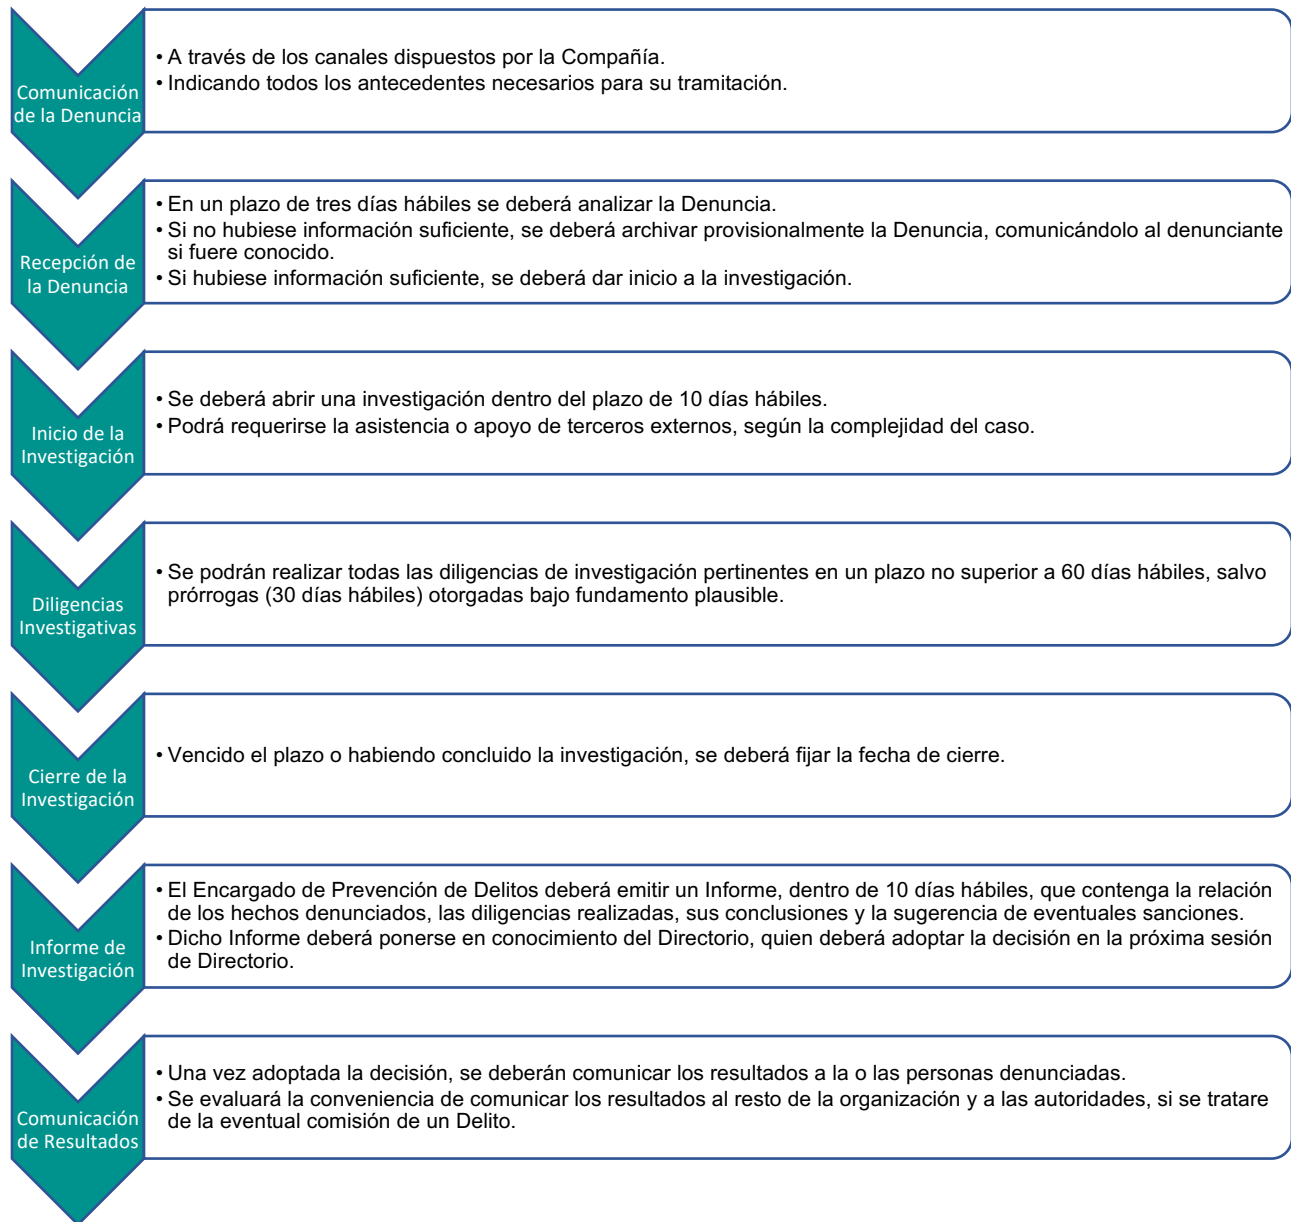 Comunicación
de la Denuncia
• A través de los canales dispuestos por la Compañía.
• Indicando todos los antecedentes necesarios para su tramitación.
Recepción de
la Denuncia
• En un plazo de tres días hábiles se deberá analizar la Denuncia.
• Si no hubiese información suficiente, se deberá archivar provisionalmente la Denuncia, comunicándolo al denunciante
si fuere conocido.
• Si hubiese información suficiente, se deberá dar inicio a la investigación.
Inicio de la
Investigación
• Se deberá abrir una investigación dentro del plazo de 10 días hábiles.
• Podrá requerirse la asistencia o apoyo de terceros externos, según la complejidad del caso.
Diligencias
Investigativas
• Se podrán realizar todas las diligencias de investigación pertinentes en un plazo no superior a 60 días hábiles, salvo
prórrogas (30 días hábiles) otorgadas bajo fundamento plausible.
Cierre de la
Investigación
• Vencido el plazo o habiendo concluido la investigación, se deberá fijar la fecha de cierre.
Informe de
Investigación
• El Encargado de Prevención de Delitos deberá emitir un Informe, dentro de 10 días hábiles, que contenga la relación
de los hechos denunciados, las diligencias realizadas, sus conclusiones y la sugerencia de eventuales sanciones.
• Dicho Informe deberá ponerse en conocimiento del Directorio, quien deberá adoptar la decisión en la próxima sesión
de Directorio.
Comunicación
de Resultados
• Una vez adoptada la decisión, se deberán comunicar los resultados a la o las personas denunciadas.
• Se evaluará la conveniencia de comunicar los resultados al resto de la organización y a las autoridades, si se tratare
de la eventual comisión de un Delito.